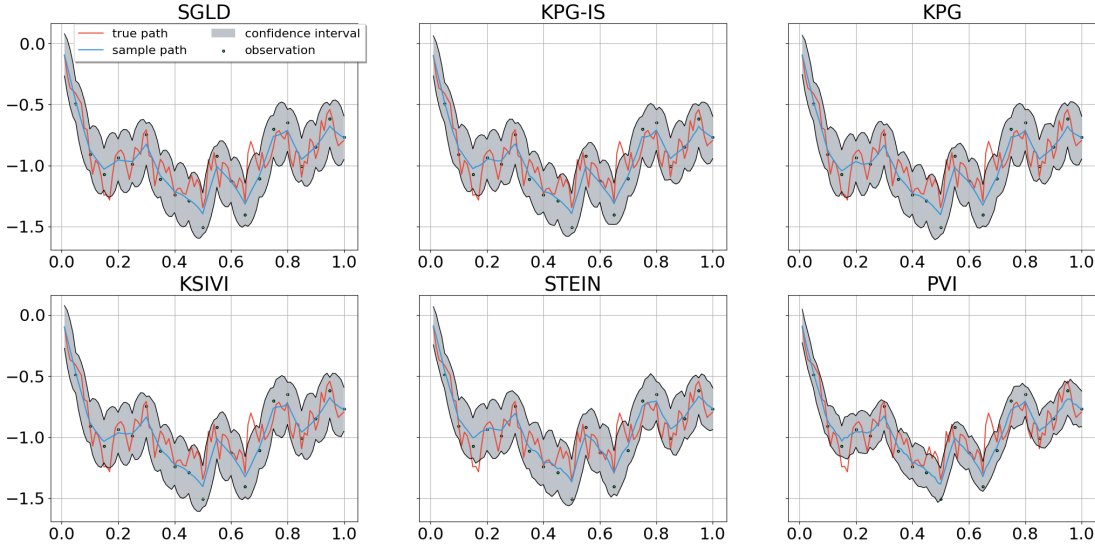 SGLD KPG-IS KPG
true path confidence interval
sample path observation
0.0
−0.5
−1.0
−1.5
0.0 0.2 0.4 0.6 0.8 1.0 0.0 0.2 0.4 0.6 0.8 1.0 0.0 0.2 0.4 0.6 0.8 1.0
KSIVI STEIN PVI
0.0
−0.5
−1.0
−1.5
0.0 0.2 0.4 0.6 0.8 1.0 0.0 0.2 0.4 0.6 0.8 1.0 0.0 0.2 0.4 0.6 0.8 1.0